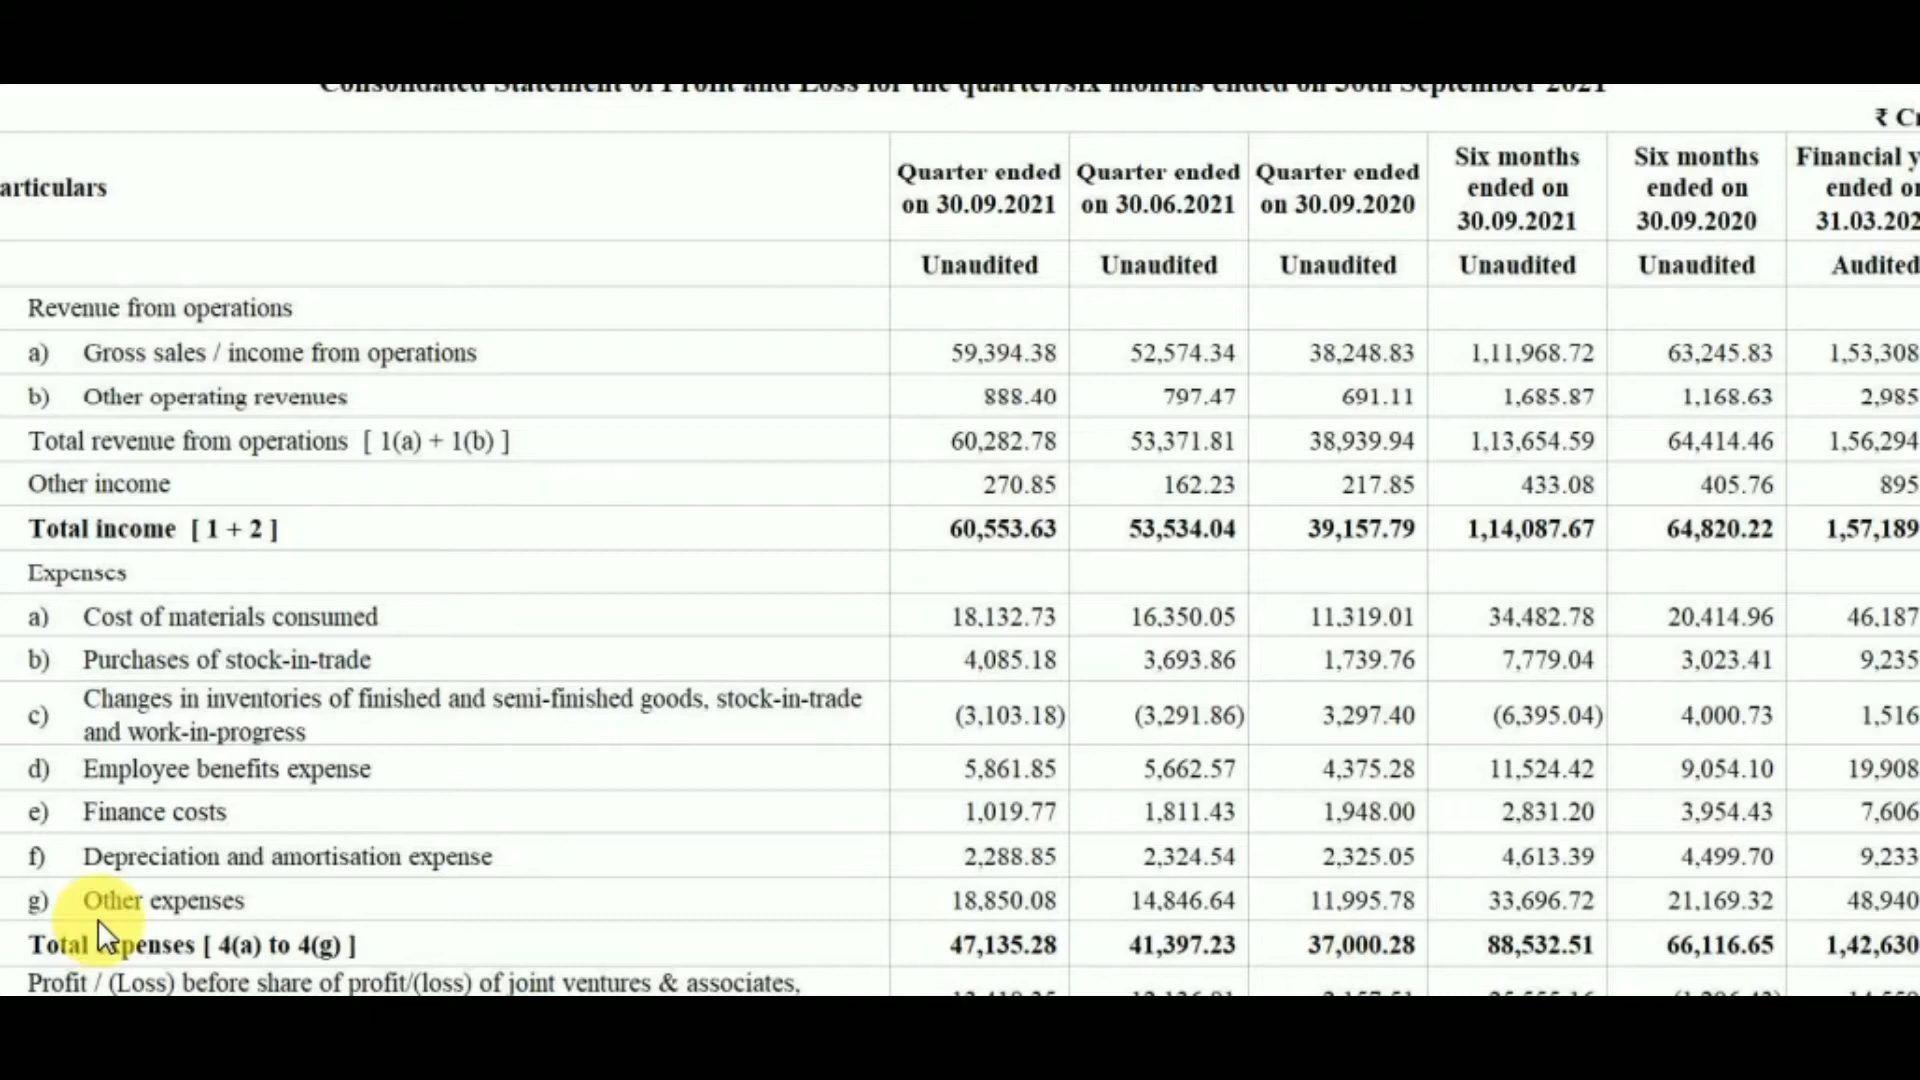 Consolidated Statement of Profit and Loss for the quarter/six months ended on 30th September 2021
₹ Cr
articulars
Quarter ended on 30.09.2021
Quarter ended on 30.06.2021
Quarter ended on 30.09.2020
Six months ended on 30.09.2021
Six months ended on 30.09.2020
Financial y ended on 31.03.202
Unaudited Unaudited Unaudited Unaudited Unaudited Audited
Revenue from operations
a) Gross sales / income from operations 59,394.38 52,574.34 38,248.83 1,11,968.72 63,245.83 1,53,308
b) Other operating revenues 888.40 797.47 691.11 1,685.87 1,168.63 2,985
Total revenue from operations [ 1(a) + 1(b) ] 60,282.78 53,371.81 38,939.94 1,13,654.59 64,414.46 1,56,294
Other income 270.85 162.23 217.85 433.08 405.76 895
Total income [ 1 + 2 ] 60,553.63 53,534.04 39,157.79 1,14,087.67 64,820.22 1,57,189
Expenses
a) Cost of materials consumed 18,132.73 16,350.05 11,319.01 34,482.78 20,414.96 46,187
b) Purchases of stock-in-trade 4,085.18 3,693.86 1,739.76 7,779.04 3,023.41 9,235
c) Changes in inventories of finished and semi-finished goods, stock-in-trade
and work-in-progress (3,103.18) (3,291.86) 3,297.40 (6,395.04) 4,000.73 1,516
d) Employee benefits expense 5,861.85 5,662.57 4,375.28 11,524.42 9,054.10 19,908
e) Finance costs 1,019.77 1,811.43 1,948.00 2,831.20 3,954.43 7,606
f) Depreciation and amortisation expense 2,288.85 2,324.54 2,325.05 4,613.39 4,499.70 9,233
g) Other expenses 18,850.08 14,846.64 11,995.78 33,696.72 21,169.32 48,940
Total expenses [ 4(a) to 4(g) ] 47,135.28 41,397.23 37,000.28 88,532.51 66,116.65 1,42,630
Profit / (Loss) before share of profit/(loss) of joint ventures & associates,